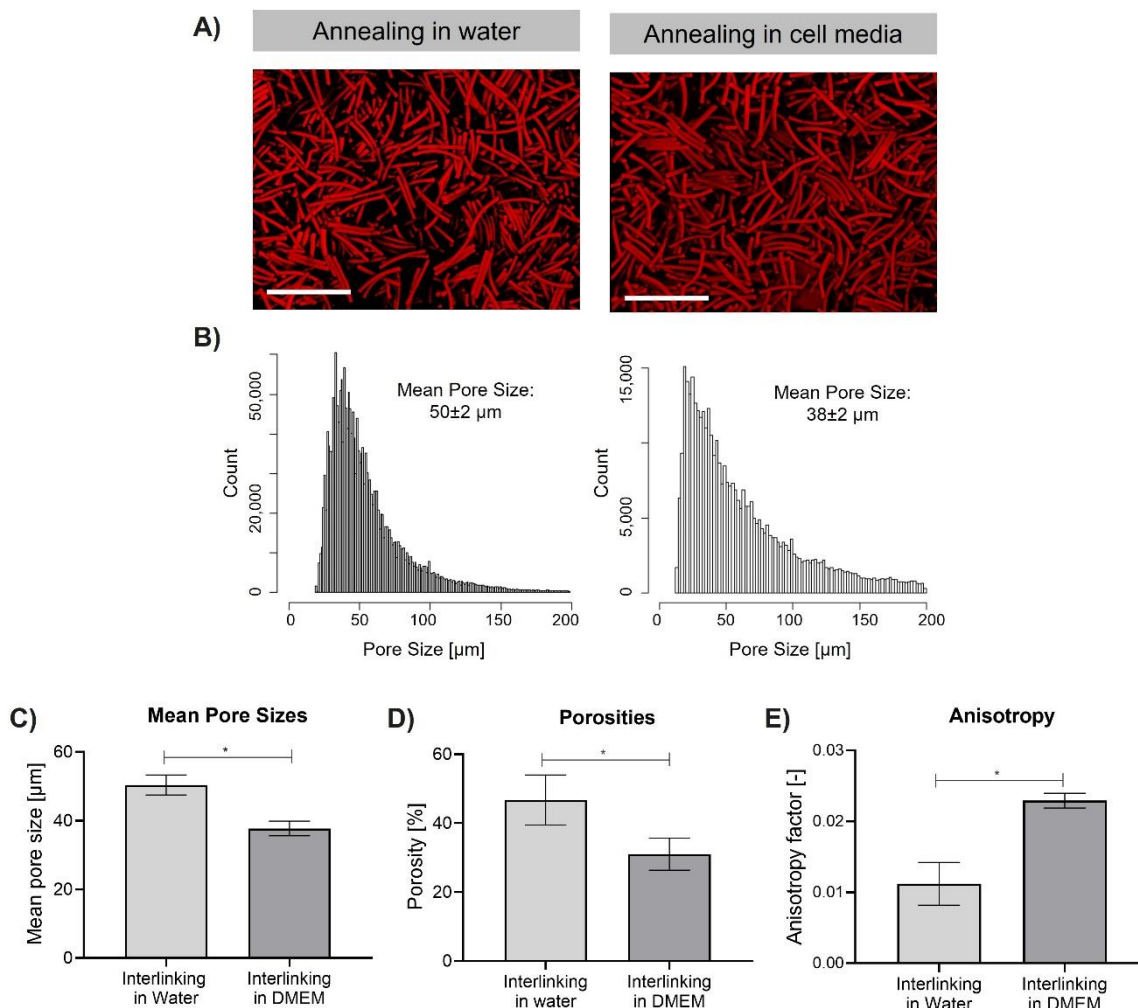 A)
Annealing in water
Annealing in cell media
B)
Count
50,000
20,000
0
Mean Pore Size:
50±2 µm
0 50 100 150 200
Pore Size [µm]
Count
15,000
5,000
0
Mean Pore Size:
38±2 µm
0 50 100 150 200
Pore Size [µm]
C)
Mean Pore Sizes
Mean pore size [µm]
60
40
20
0
*
Interlinking
in Water
Interlinking
in DMEM
D)
Porosities
Porosity [%]
60
40
20
0
*
Interlinking
in water
Interlinking
in DMEM
E)
Anisotropy
Anisotropy factor [-]
0.03
0.02
0.01
0.00
*
Interlinking
in Water
Interlinking
in DMEM